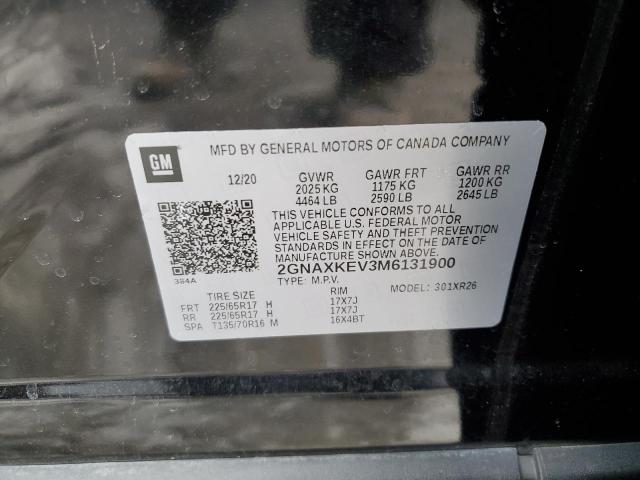 GM
MFD BY GENERAL MOTORS OF CANADA COMPANY
12/20 GVWR GAWR FRT GAWR RR
2025 KG 1175 KG 1200 KG
4464 LB 2590 LB 2645 LB
THIS VEHICLE CONFORMS TO ALL
APPLICABLE U.S. FEDERAL MOTOR
VEHICLE SAFETY AND THEFT PREVENTION
STANDARDS IN EFFECT ON THE DATE OF
MANUFACTURE SHOWN ABOVE.
2GNAXKEV3M6131900
384A TYPE: M.P.V. MODEL: 301XR26
TIRE SIZE RIM
FRT 225/65R17 H 17X7J
RR 225/65R17 H 17X7J
SPA T135/70R16 M 16X4BT